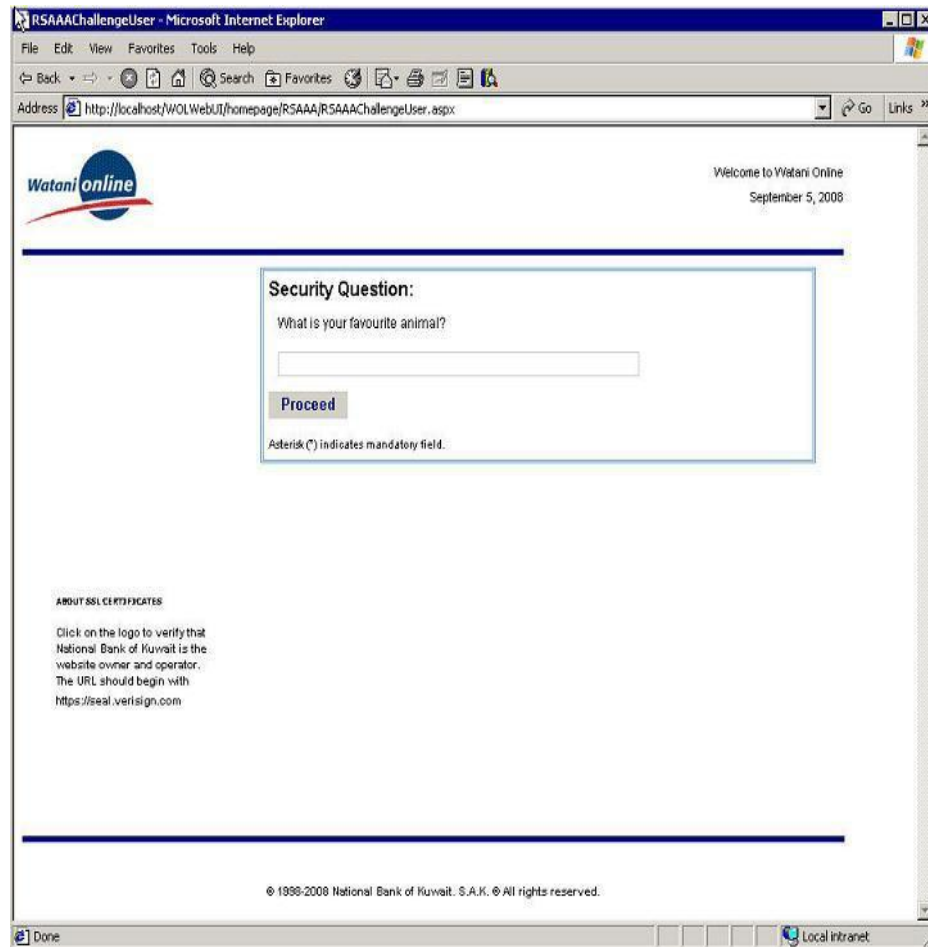 RSAAAChallengeUser - Microsoft Internet Explorer
File Edit View Favorites Tools Help
Back Search Favorites
Address http://localhost/WOLWebUI/homepage/RSAAA/RSAAAChallengeUser.aspx Go Links »
Watani online
Welcome to Watani Online
September 5, 2008
Security Question:
What is your favourite animal?
Proceed
Asterisk (*) indicates mandatory field.
ABOUT SSL CERTIFICATES
Click on the logo to verify that
National Bank of Kuwait is the
website owner and operator.
The URL should begin with
https://seal.verisign.com
© 1998-2008 National Bank of Kuwait. S.A.K. ® All rights reserved.
Done Local intranet